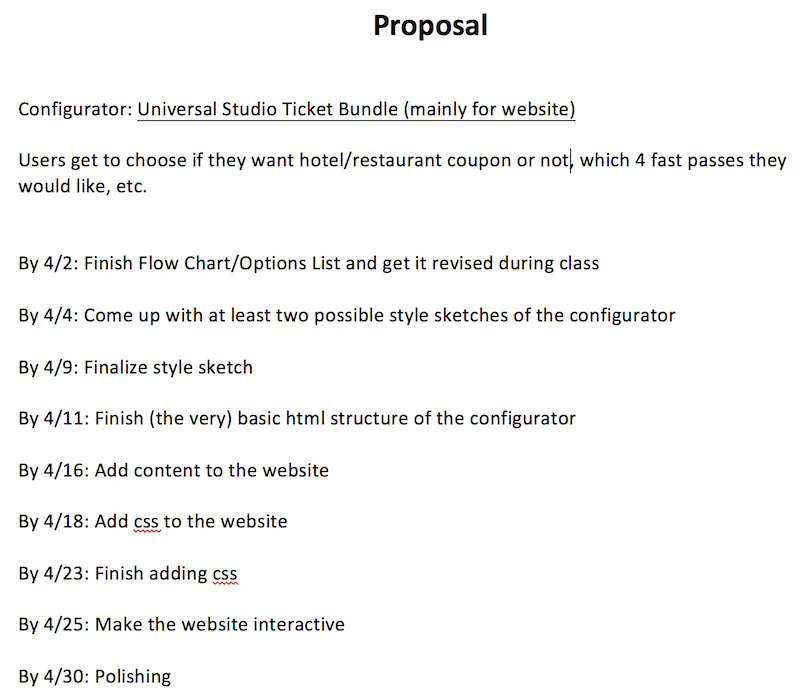 Proposal
Configurator: Universal Studio Ticket Bundle (mainly for website)
Users get to choose if they want hotel/restaurant coupon or not, which 4 fast passes they
would like, etc.
By 4/2: Finish Flow Chart/Options List and get it revised during class
By 4/4: Come up with at least two possible style sketches of the configurator
By 4/9: Finalize style sketch
By 4/11: Finish (the very) basic html structure of the configurator
By 4/16: Add content to the website
By 4/18: Add css to the website
By 4/23: Finish adding css
By 4/25: Make the website interactive
By 4/30: Polishing